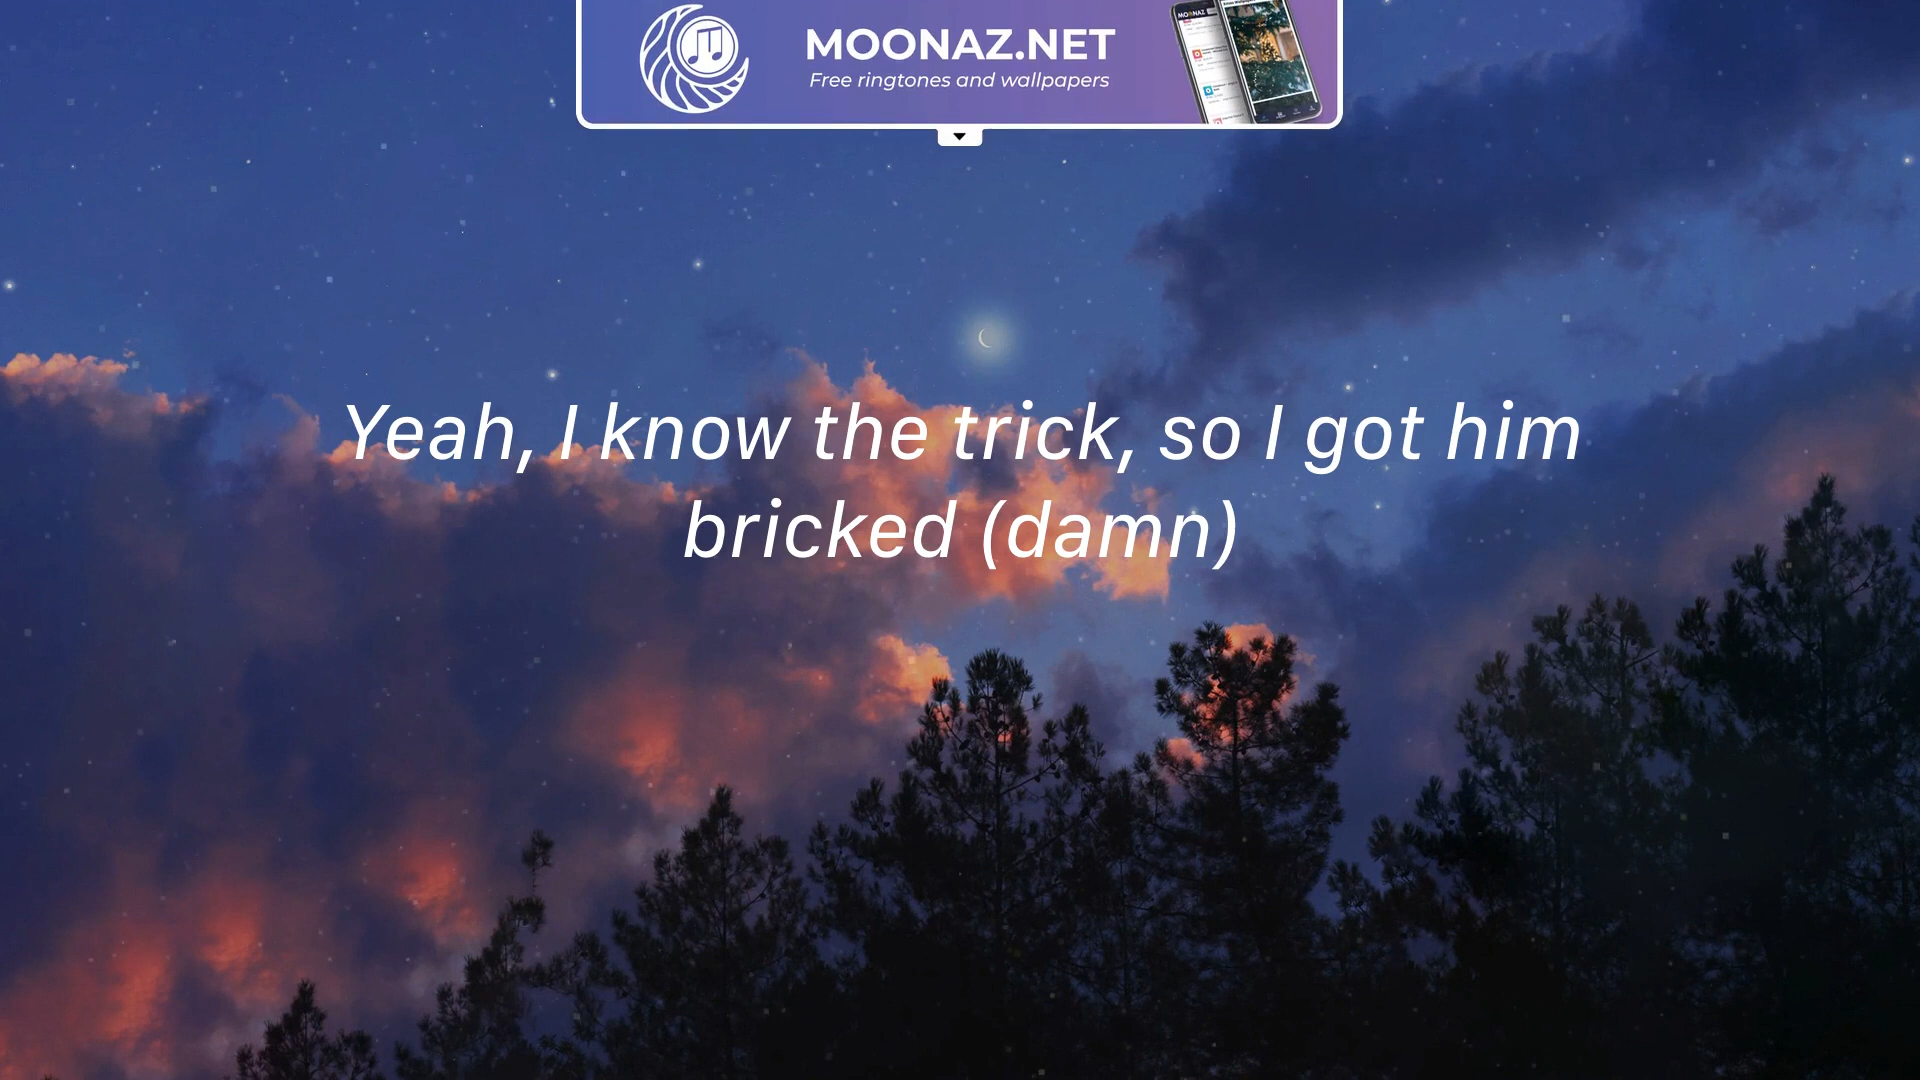 MOONAZ.NET
Free ringtones and wallpapers
Yeah, I know the trick, so I got him
bricked (damn)